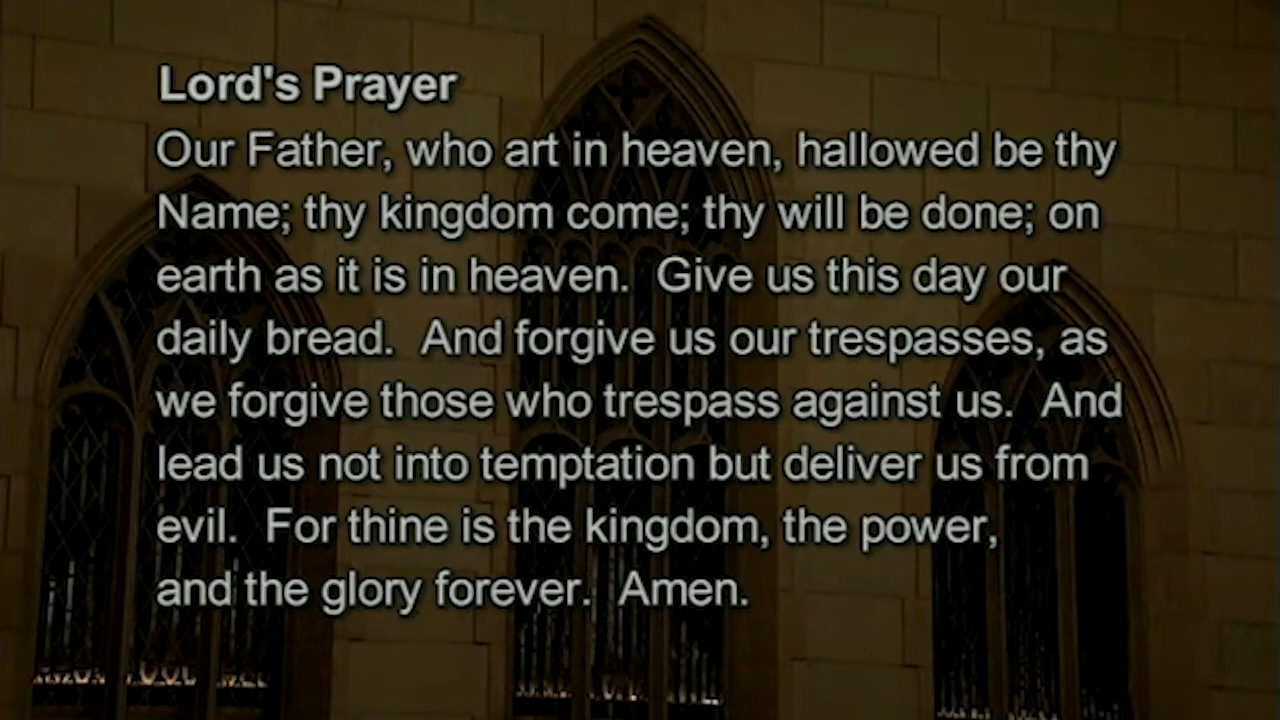 Lord's Prayer
Our Father, who art in heaven, hallowed be thy
Name; thy kingdom come; thy will be done; on
earth as it is in heaven.  Give us this day our
daily bread.  And forgive us our trespasses, as
we forgive those who trespass against us.  And
lead us not into temptation but deliver us from
evil.  For thine is the kingdom, the power,
and the glory forever.  Amen.